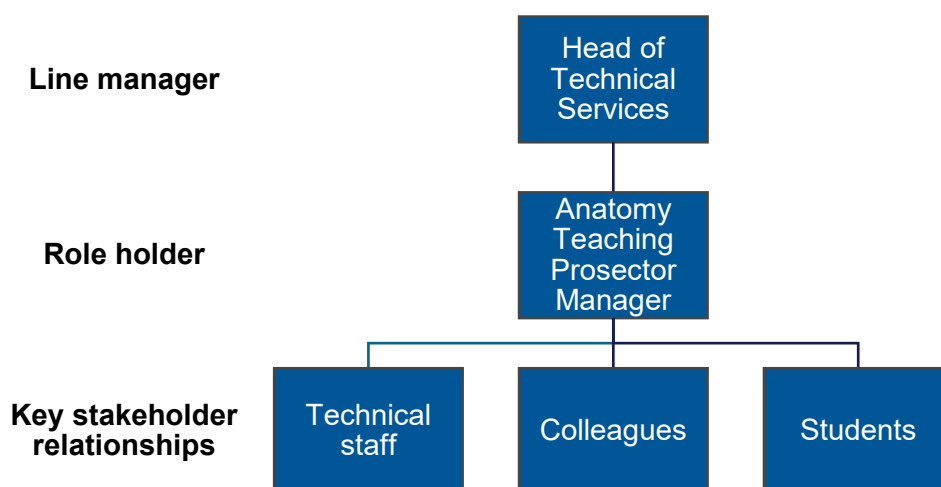 Line manager
Head of
Technical
Services
Role holder
Anatomy
Teaching
Prosector
Manager
Key stakeholder
relationships
Technical
staff
Colleagues
Students